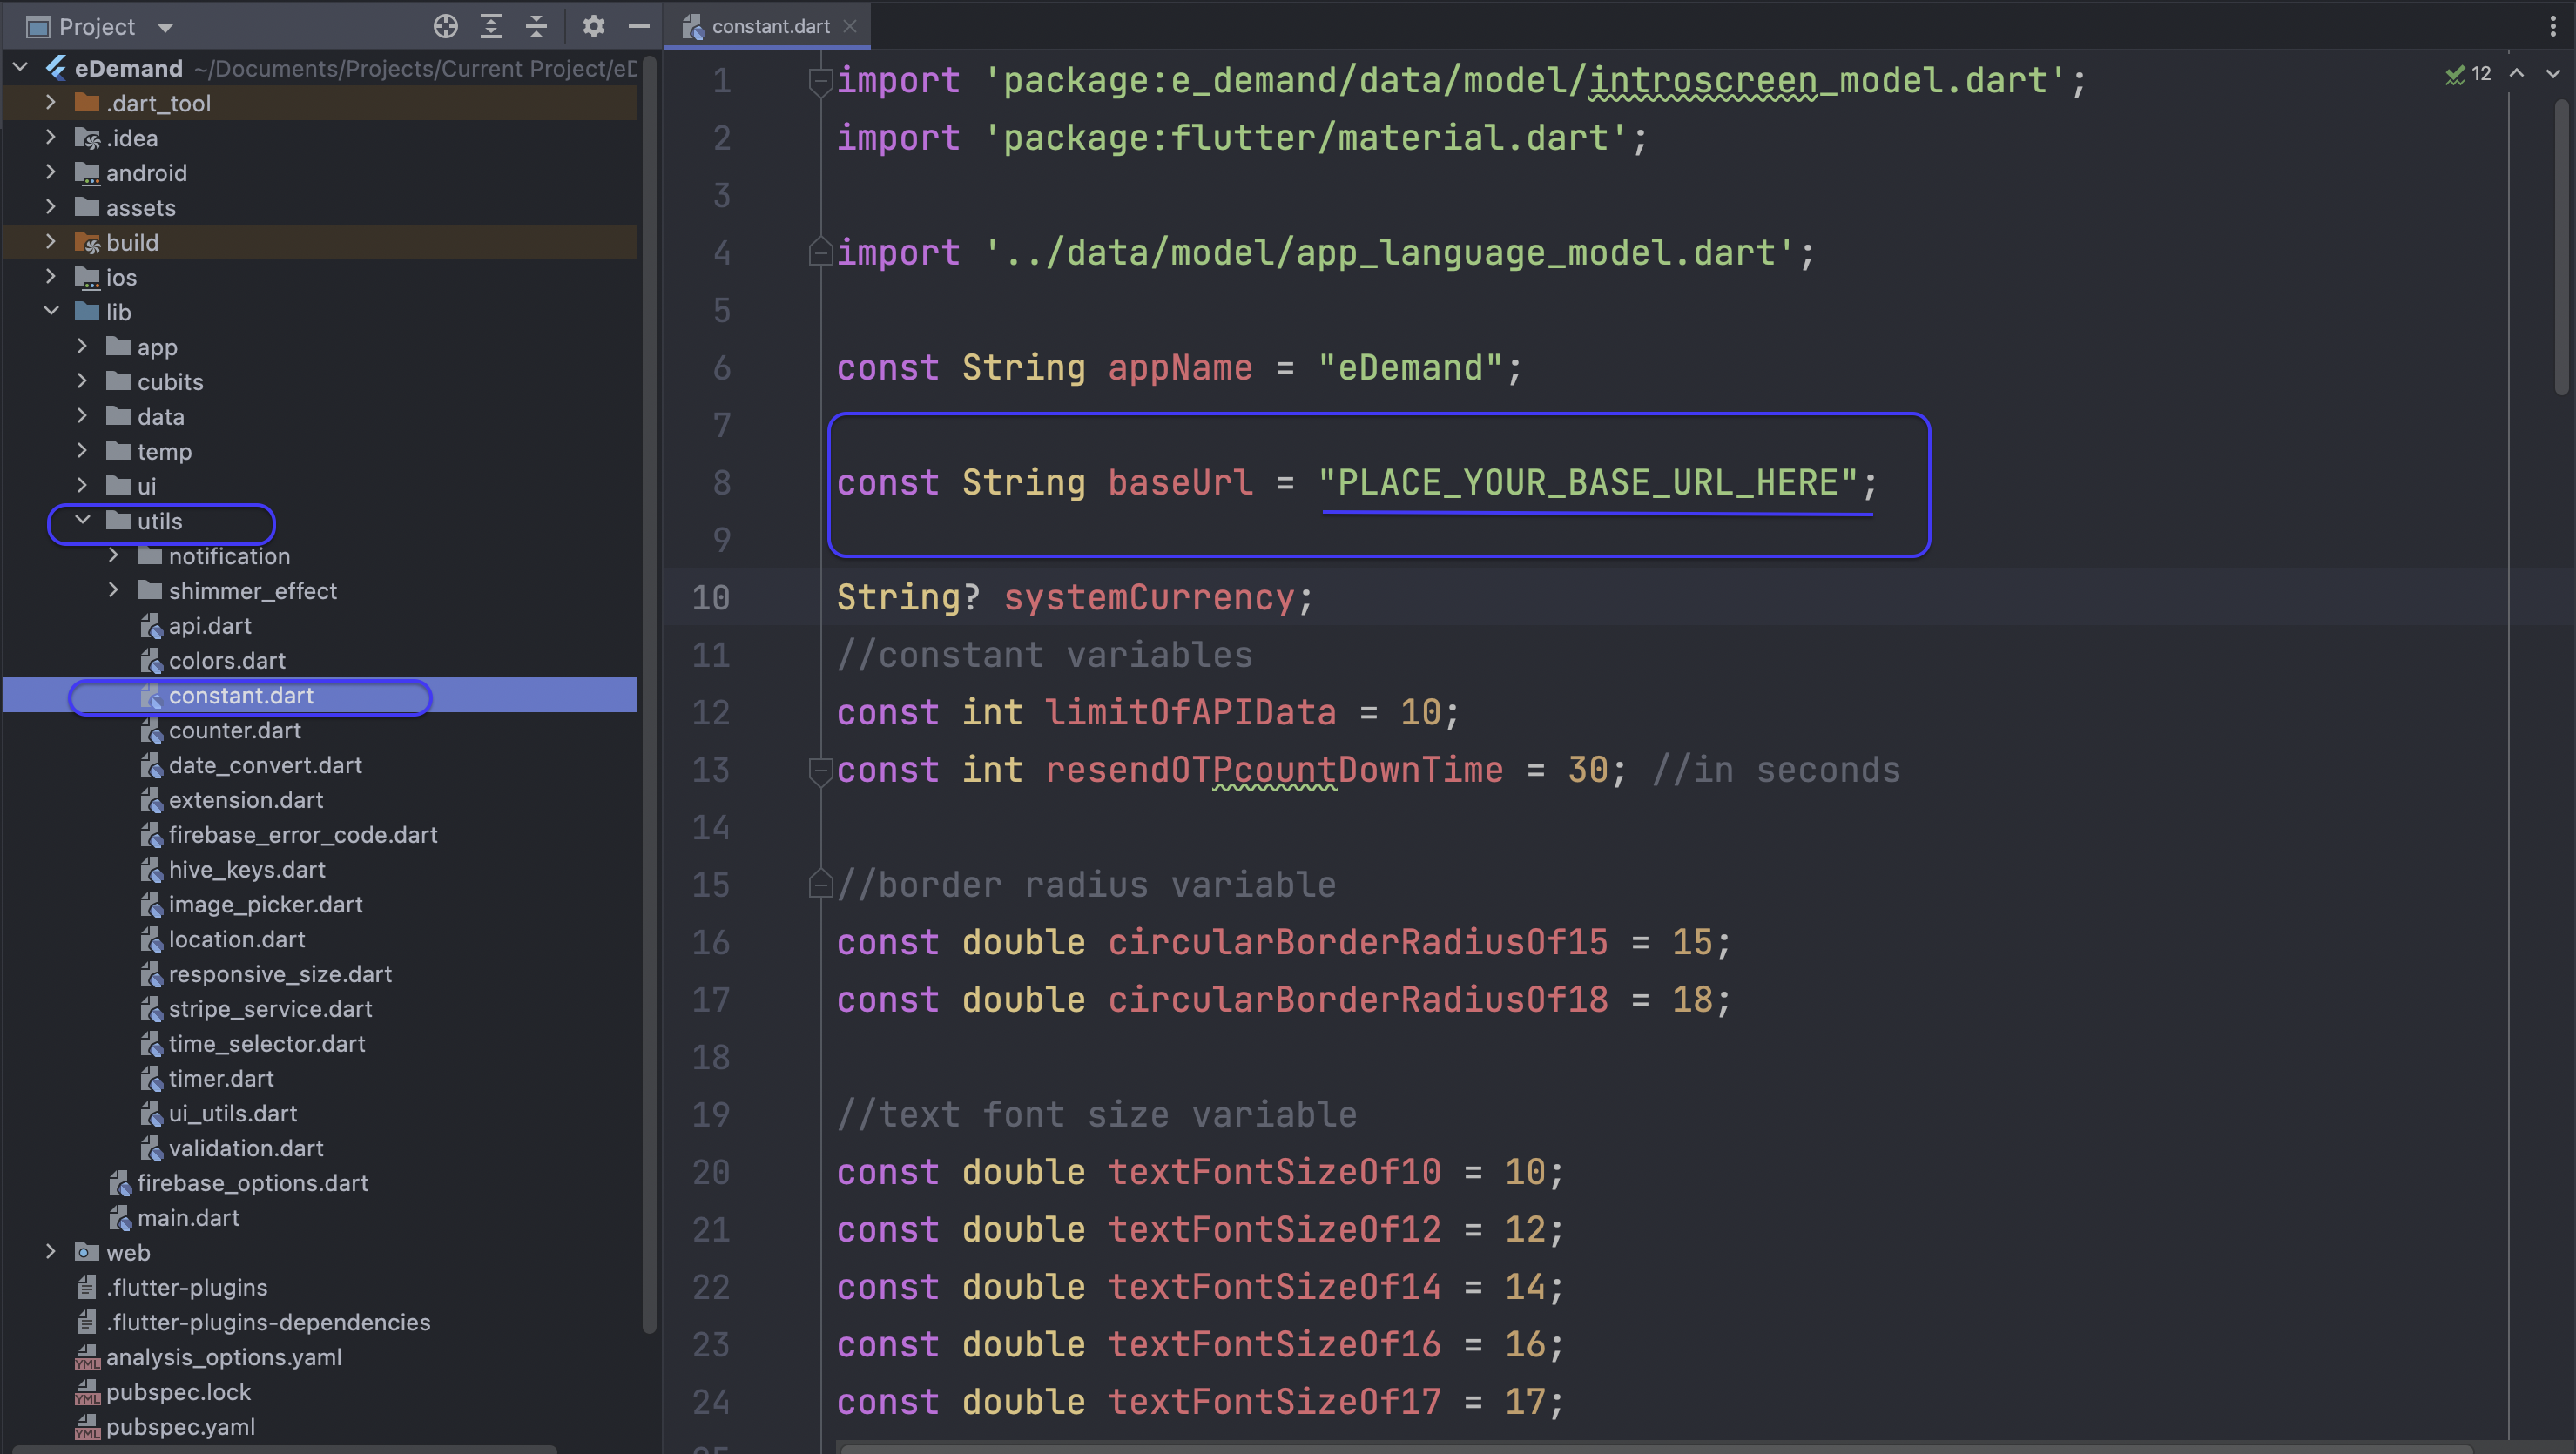 Project
eDemand ~/Documents/Projects/Current Project/eD
.dart_tool
.idea
android
assets
build
ios
lib
app
cubits
data
temp
ui
utils
notification
shimmer_effect
api.dart
colors.dart
constant.dart
counter.dart
date_convert.dart
extension.dart
firebase_error_code.dart
hive_keys.dart
image_picker.dart
location.dart
responsive_size.dart
stripe_service.dart
time_selector.dart
timer.dart
ui_utils.dart
validation.dart
firebase_options.dart
main.dart
web
.flutter-plugins
.flutter-plugins-dependencies
YML analysis_options.yaml
YML pubspec.lock
YML pubspec.yaml
constant.dart
12
1 import 'package:e_demand/data/model/introscreen_model.dart';
2 import 'package:flutter/material.dart';
3
4 import '../data/model/app_language_model.dart';
5
6 const String appName = "eDemand";
7
8 const String baseUrl = "PLACE_YOUR_BASE_URL_HERE";
9
10 String? systemCurrency;
11 //constant variables
12 const int limitOfAPIData = 10;
13 const int resendOTPcountDownTime = 30; //in seconds
14
15 //border radius variable
16 const double circularBorderRadiusOf15 = 15;
17 const double circularBorderRadiusOf18 = 18;
18
19 //text font size variable
20 const double textFontSizeOf10 = 10;
21 const double textFontSizeOf12 = 12;
22 const double textFontSizeOf14 = 14;
23 const double textFontSizeOf16 = 16;
24 const double textFontSizeOf17 = 17;